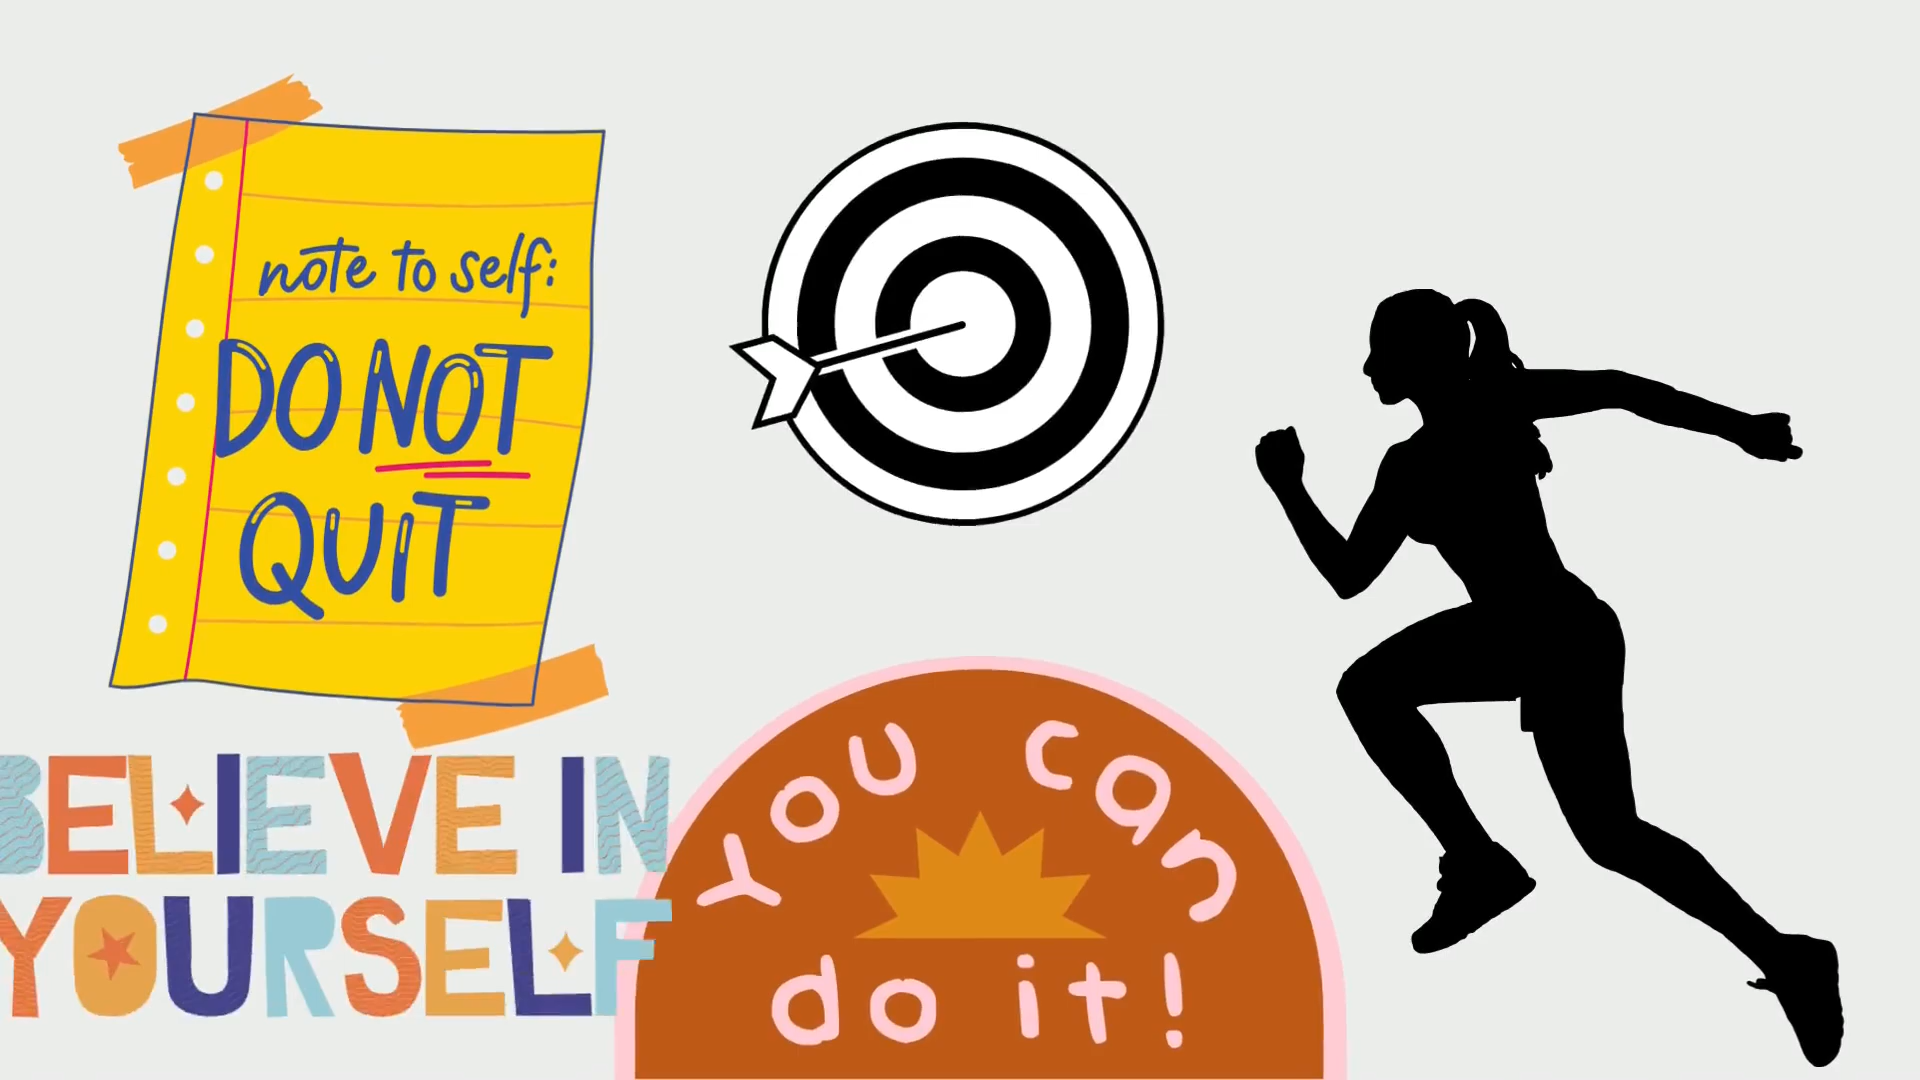 note to self:
DO NOT
QUIT
BELIEVE IN
YOURSELF
you can
do it!